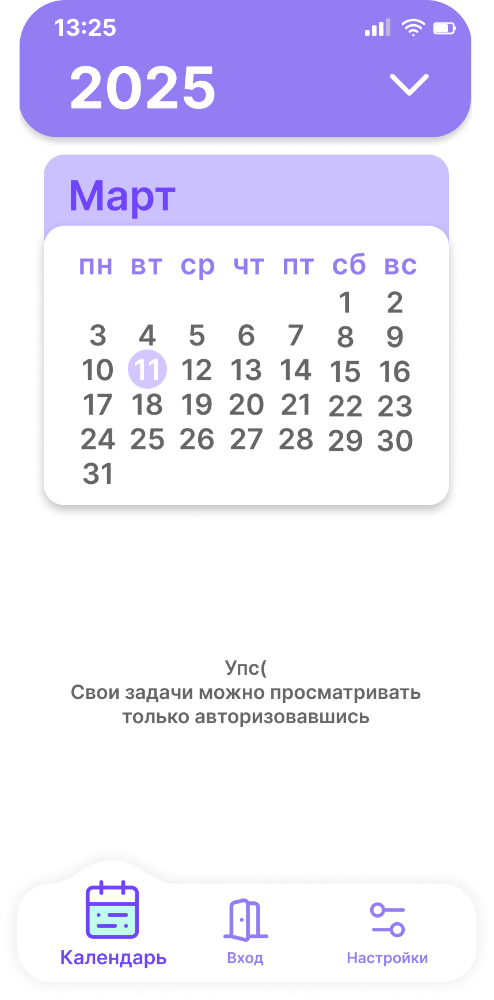 13:25
2025
Март
пн вт ср чт пт сб вс
1 2
3 4 5 6 7 8 9
10 11 12 13 14 15 16
17 18 19 20 21 22 23
24 25 26 27 28 29 30
31
Упс(
Свои задачи можно просматривать
только авторизовавшись
Календарь Вход Настройки